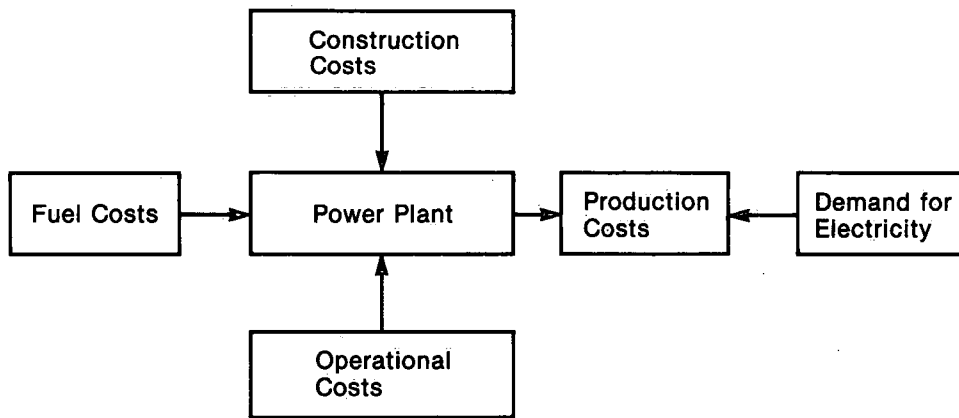 Construction
Costs
Fuel Costs
Power Plant
Production
Costs
Demand for
Electricity
Operational
Costs